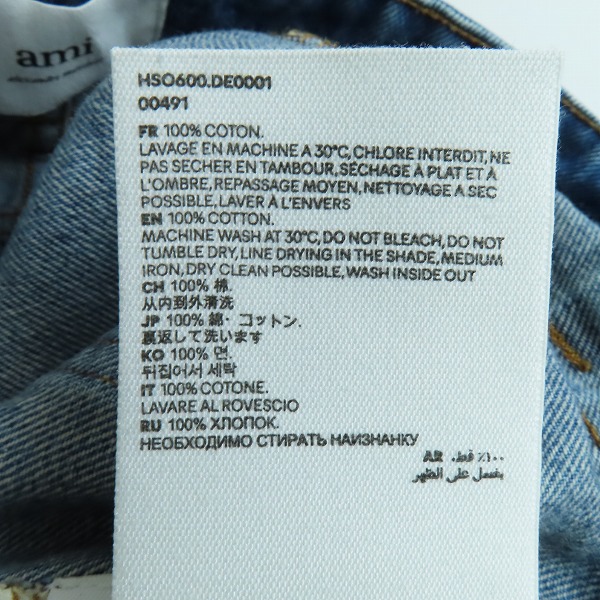 ami
HSO600.DE0001
00491
FR 100% COTON.
LAVAGE EN MACHINE A 30°C, CHLORE INTERDIT, NE
PAS SECHER EN TAMBOUR, SÉCHAGE À PLAT ET À
L'OMBRE, REPASSAGE MOYEN, NETTOYAGE A SEC
POSSIBLE, LAVER À L'ENVERS
EN 100% COTTON.
MACHINE WASH AT 30°C, DO NOT BLEACH, DO NOT
TUMBLE DRY, LINE DRYING IN THE SHADE, MEDIUM
IRON, DRY CLEAN POSSIBLE, WASH INSIDE OUT
CH 100% 棉.
从内到外清洗
JP 100% 綿・コットン.
裏返して洗います
KO 100% 면.
뒤집어서 세탁
IT 100% COTONE.
LAVARE AL ROVESCIO
RU 100% ХЛОПОК.
НЕОБХОДИМО СТИРАТЬ НАИЗНАНКУ
AR ١٠٠٪ قطن.
يغسل على الظهر